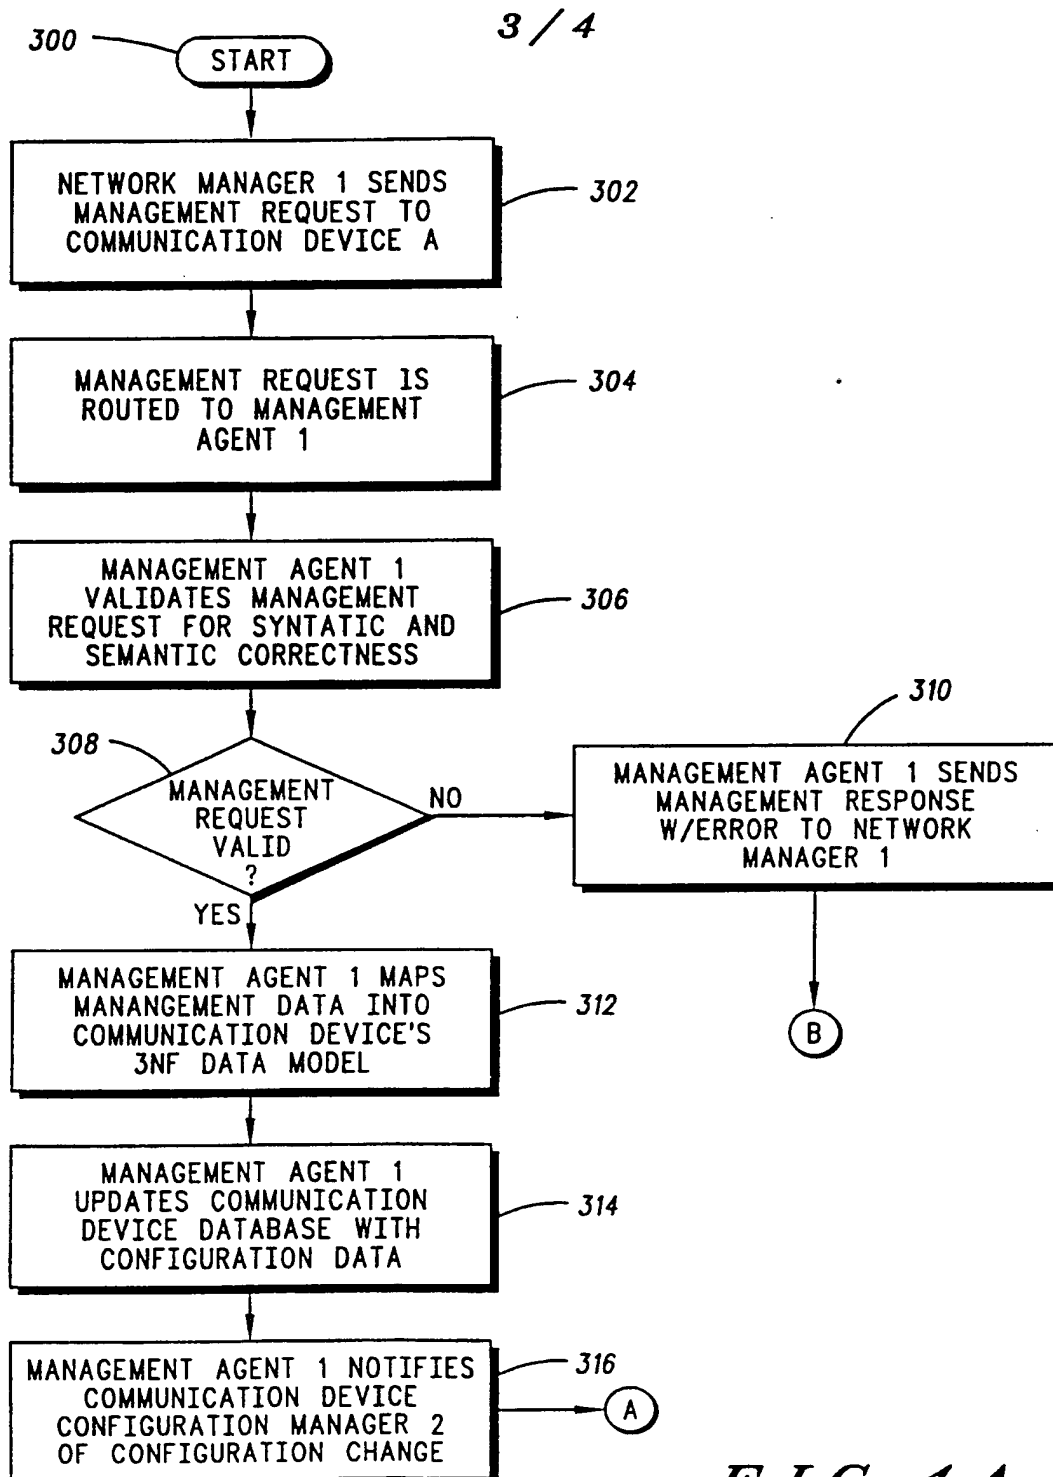 3/4
300
START
NETWORK MANAGER 1 SENDS
MANAGEMENT REQUEST TO
COMMUNICATION DEVICE A
302
MANAGEMENT REQUEST IS
ROUTED TO MANAGEMENT
AGENT 1
304
MANAGEMENT AGENT 1
VALIDATES MANAGEMENT
REQUEST FOR SYNTATIC AND
SEMANTIC CORRECTNESS
306
308
MANAGEMENT
REQUEST
VALID
?
NO
YES
310
MANAGEMENT AGENT 1 SENDS
MANAGEMENT RESPONSE
W/ERROR TO NETWORK
MANAGER 1
B
MANAGEMENT AGENT 1 MAPS
MANANGEMENT DATA INTO
COMMUNICATION DEVICE'S
3NF DATA MODEL
312
MANAGEMENT AGENT 1
UPDATES COMMUNICATION
DEVICE DATABASE WITH
CONFIGURATION DATA
314
MANAGEMENT AGENT 1 NOTIFIES
COMMUNICATION DEVICE
CONFIGURATION MANAGER 2
OF CONFIGURATION CHANGE
316
A